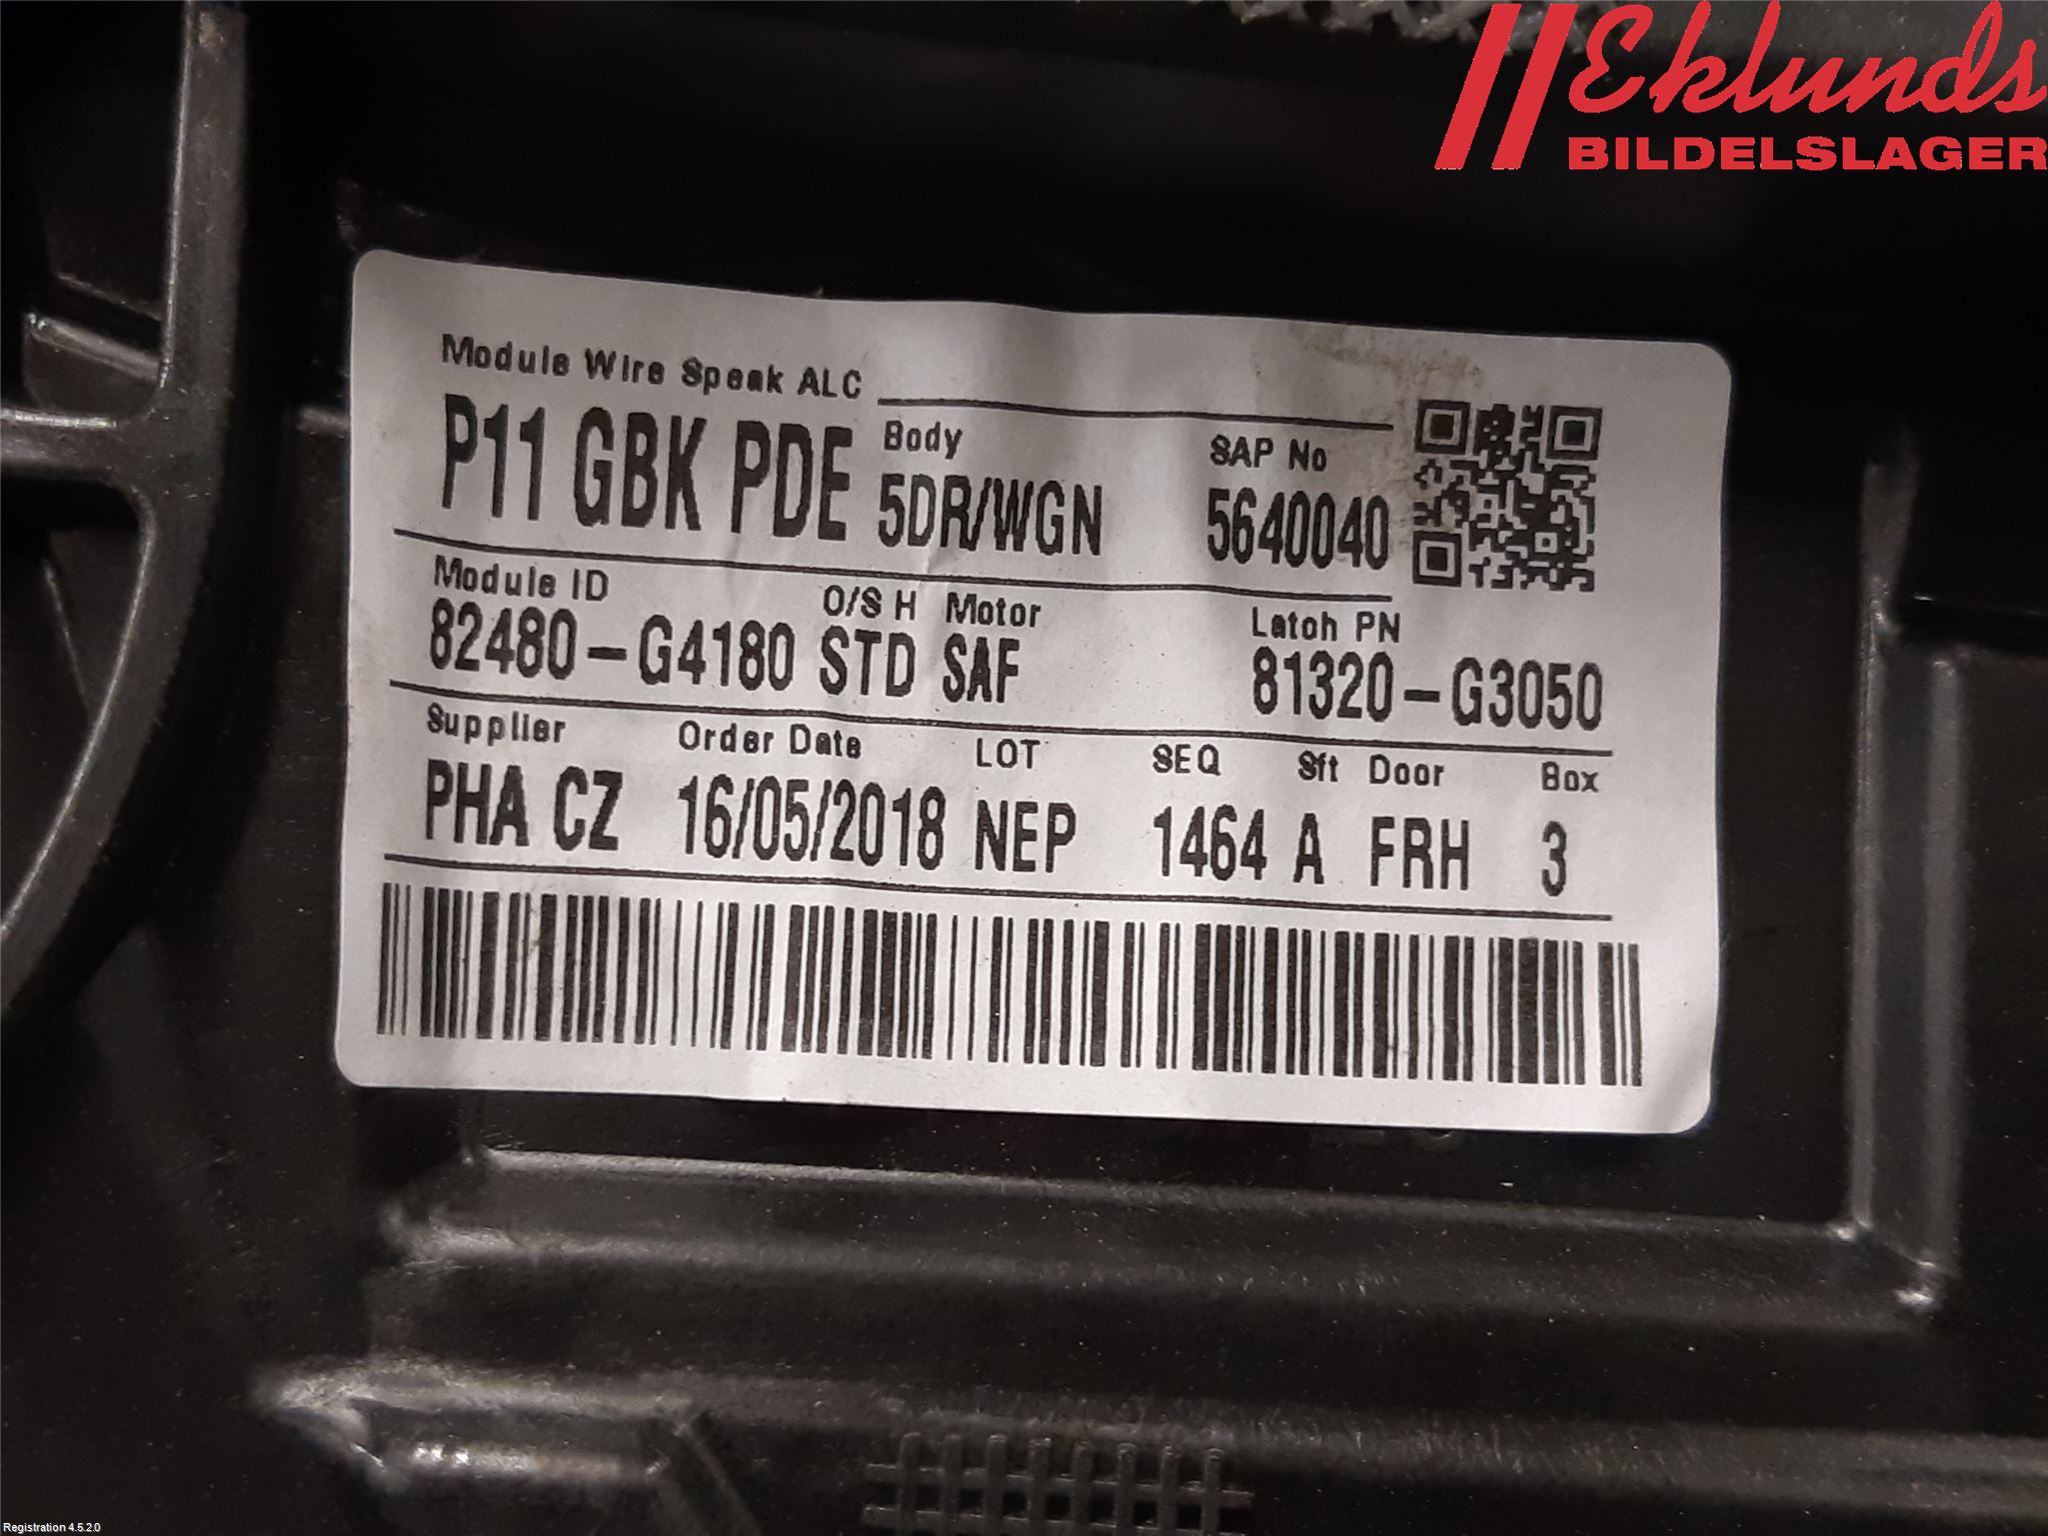 Eklunds
BILDELSLAGER
Module Wire Speak ALC
P11 GBK PDE
Body
5DR/WGN
SAP No
5640040
Module ID
82480-G4180
O/S H
STD
Motor
SAF
Latch PN
81320-G3050
Supplier Order Date LOT SEQ Sft Door Box
PHA CZ 16/05/2018 NEP 1464 A FRH 3
Registration 4.5.2.0